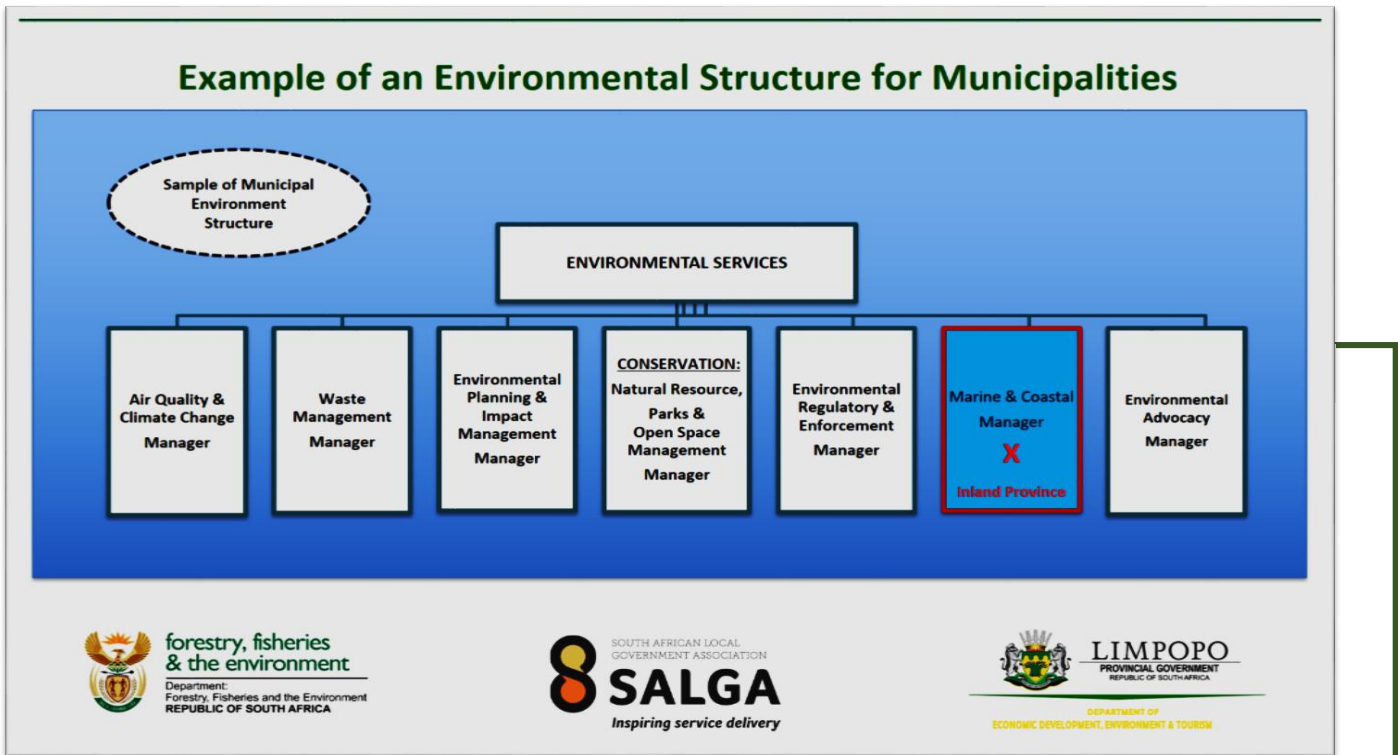 Example of an Environmental Structure for Municipalities
Sample of Municipal
Environment
Structure
ENVIRONMENTAL SERVICES
Air Quality &
Climate Change
Manager
Waste
Management
Manager
Environmental
Planning &
Impact
Management
Manager
CONSERVATION:
Natural Resource,
Parks &
Open Space
Management
Manager
Environmental
Regulatory &
Enforcement
Manager
Marine & Coastal
Manager
X
Inland Province
Environmental
Advocacy
Manager
forestry, fisheries
& the environment
Department:
Forestry, Fisheries and the Environment
REPUBLIC OF SOUTH AFRICA
SOUTH AFRICAN LOCAL
GOVERNMENT ASSOCIATION
SALGA
Inspiring service delivery
LIMPOPO
PROVINCIAL GOVERNMENT
REPUBLIC OF SOUTH AFRICA
DEPARTMENT OF
ECONOMIC DEVELOPMENT, ENVIRONMENT & TOURISM